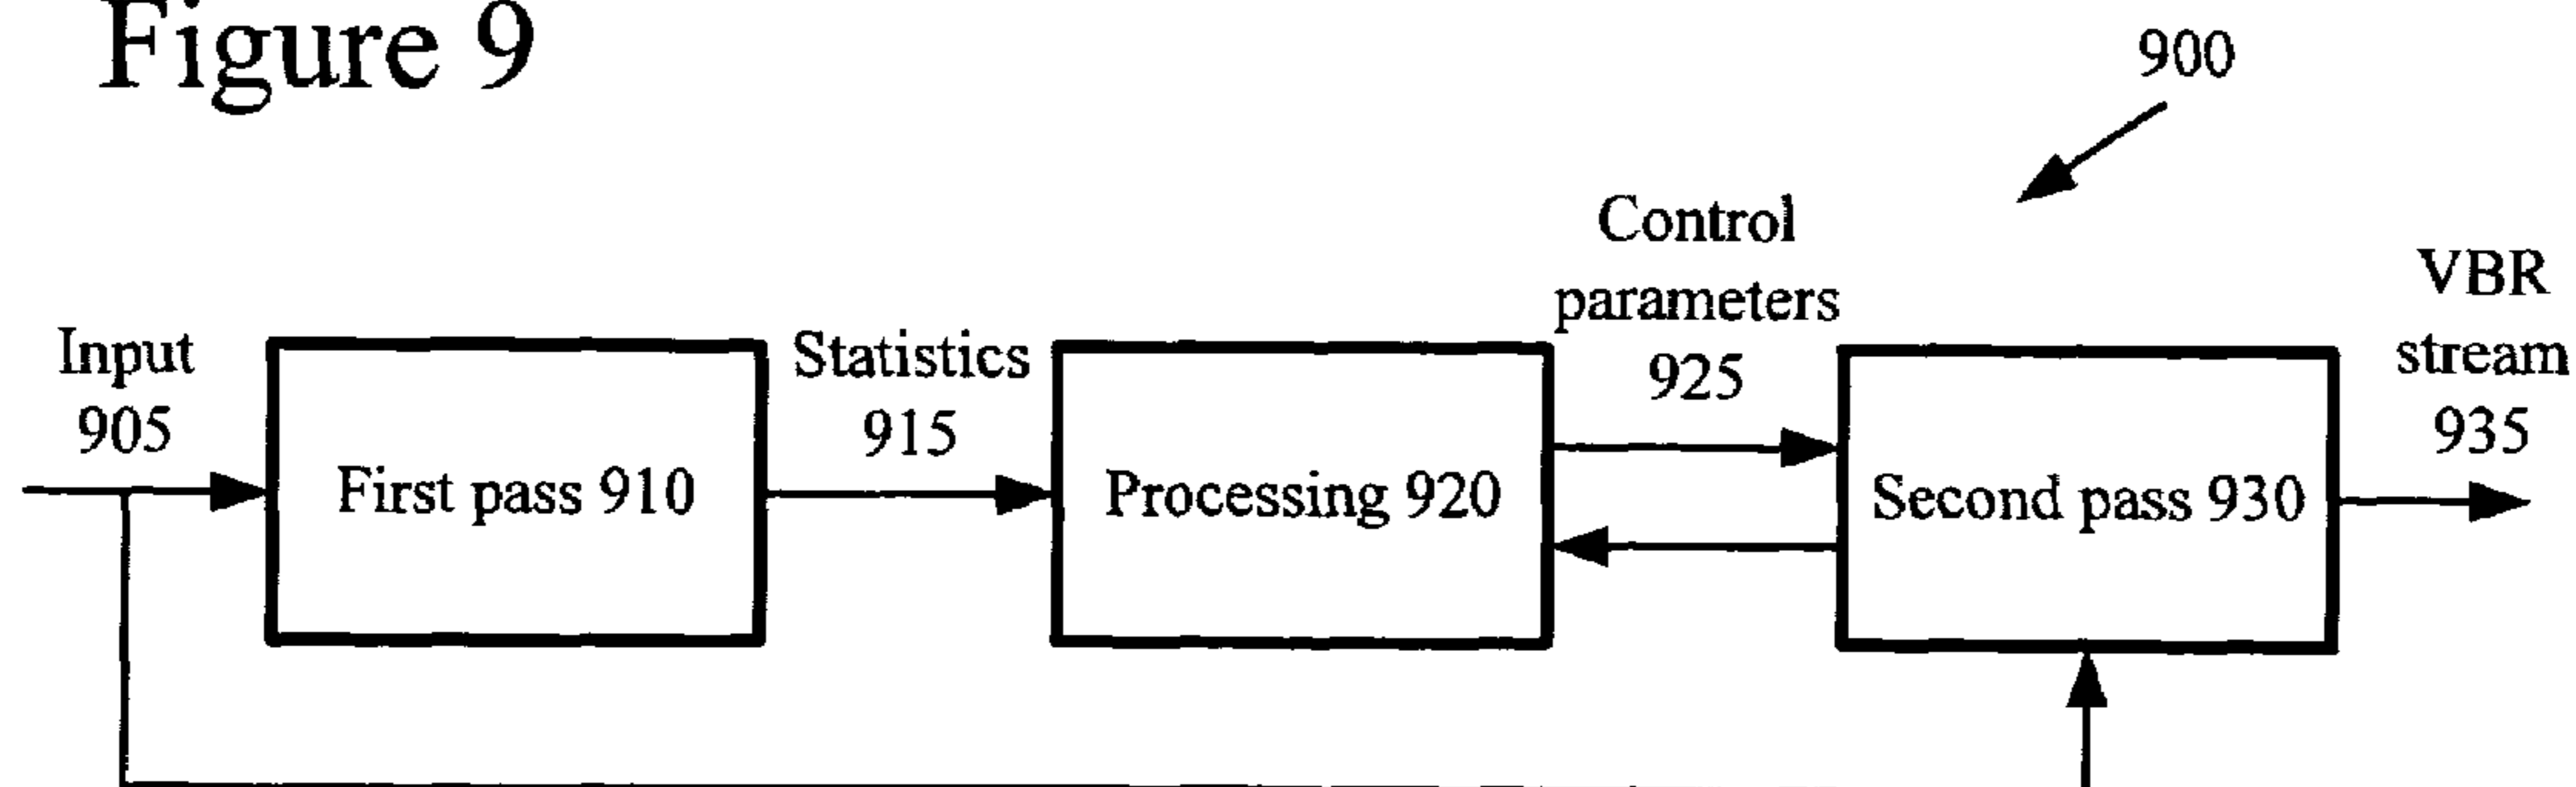 Figure 9
900
Input
905
First pass 910
Statistics
915
Processing 920
Control
parameters
925
Second pass 930
VBR
stream
935